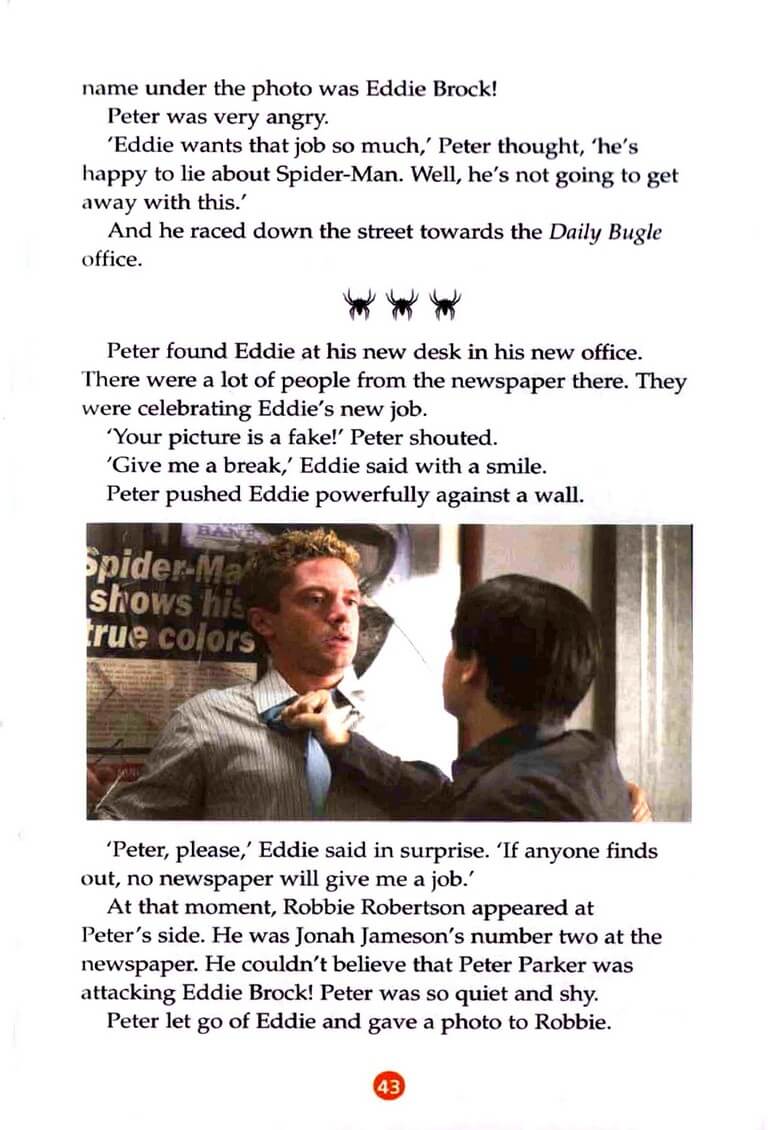 name under the photo was Eddie Brock!
Peter was very angry.
‘Eddie wants that job so much,’ Peter thought, ‘he’s
happy to lie about Spider-Man. Well, he’s not going to get
away with this.’
And he raced down the street towards the Daily Bugle
office.
Peter found Eddie at his new desk in his new office.
There were a lot of people from the newspaper there. They
were celebrating Eddie’s new job.
‘Your picture is a fake!’ Peter shouted.
‘Give me a break,’ Eddie said with a smile.
Peter pushed Eddie powerfully against a wall.
BANK
Spider-Ma
shows his
true colors
‘Peter, please,’ Eddie said in surprise. ‘If anyone finds
out, no newspaper will give me a job.’
At that moment, Robbie Robertson appeared at
Peter’s side. He was Jonah Jameson’s number two at the
newspaper. He couldn’t believe that Peter Parker was
attacking Eddie Brock! Peter was so quiet and shy.
Peter let go of Eddie and gave a photo to Robbie.
43